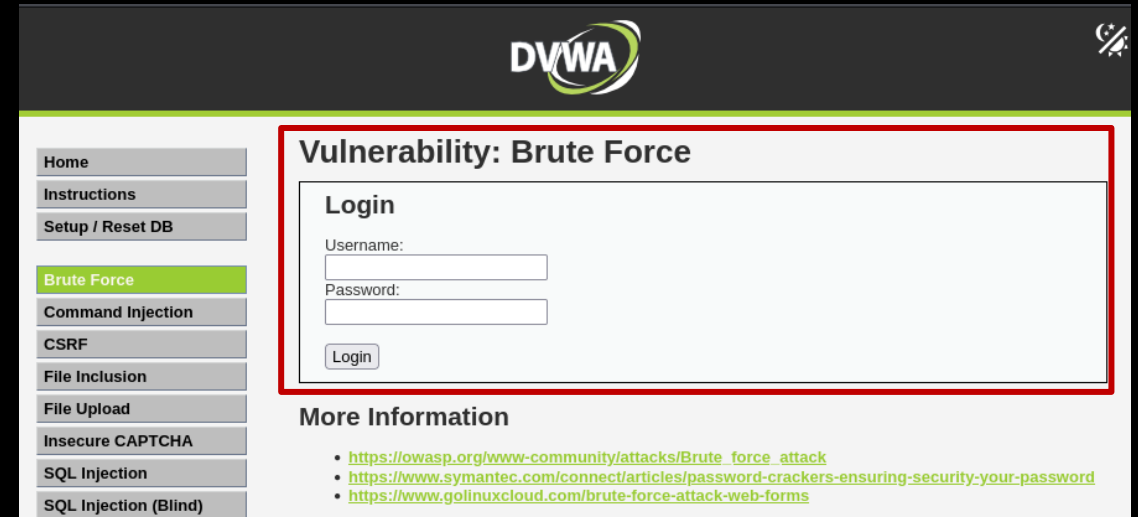 DVWA
Home
Instructions
Setup / Reset DB
Brute Force
Command Injection
CSRF
File Inclusion
File Upload
Insecure CAPTCHA
SQL Injection
SQL Injection (Blind)
Vulnerability: Brute Force
Login
Username:
Password:
Login
More Information
https://owasp.org/www-community/attacks/Brute_force_attack
https://www.symantec.com/connect/articles/password-crackers-ensuring-security-your-password
https://www.golinuxcloud.com/brute-force-attack-web-forms